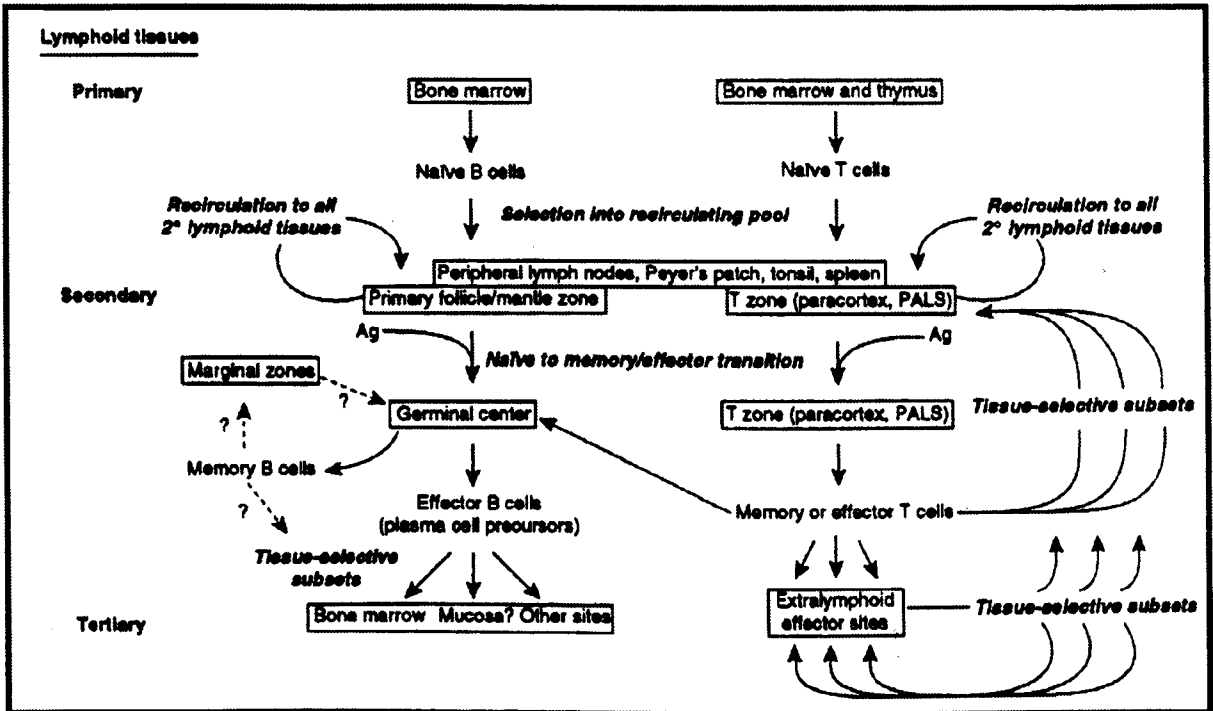 Lymphoid tissues
Primary
Bone marrow
Bone marrow and thymus
Naïve B cells
Naïve T cells
Recirculation to all
2° lymphoid tissues
Selection into recirculating pool
Recirculation to all
2° lymphoid tissues
Peripheral lymph nodes, Peyer's patch, tonsil, spleen
Secondary
Primary follicle/mantle zone
T zone (paracortex, PALS)
Ag
Ag
Naïve to memory/effector transition
Marginal zones
?
Germinal center
T zone (paracortex, PALS)
Tissue-selective subsets
?
Memory B cells
?
Effector B cells
(plasma cell precursors)
Memory or effector T cells
Tissue-selective
subsets
Tertiary
Bone marrow Mucosa? Other sites
Extralymphoid
effector sites
Tissue-selective subsets